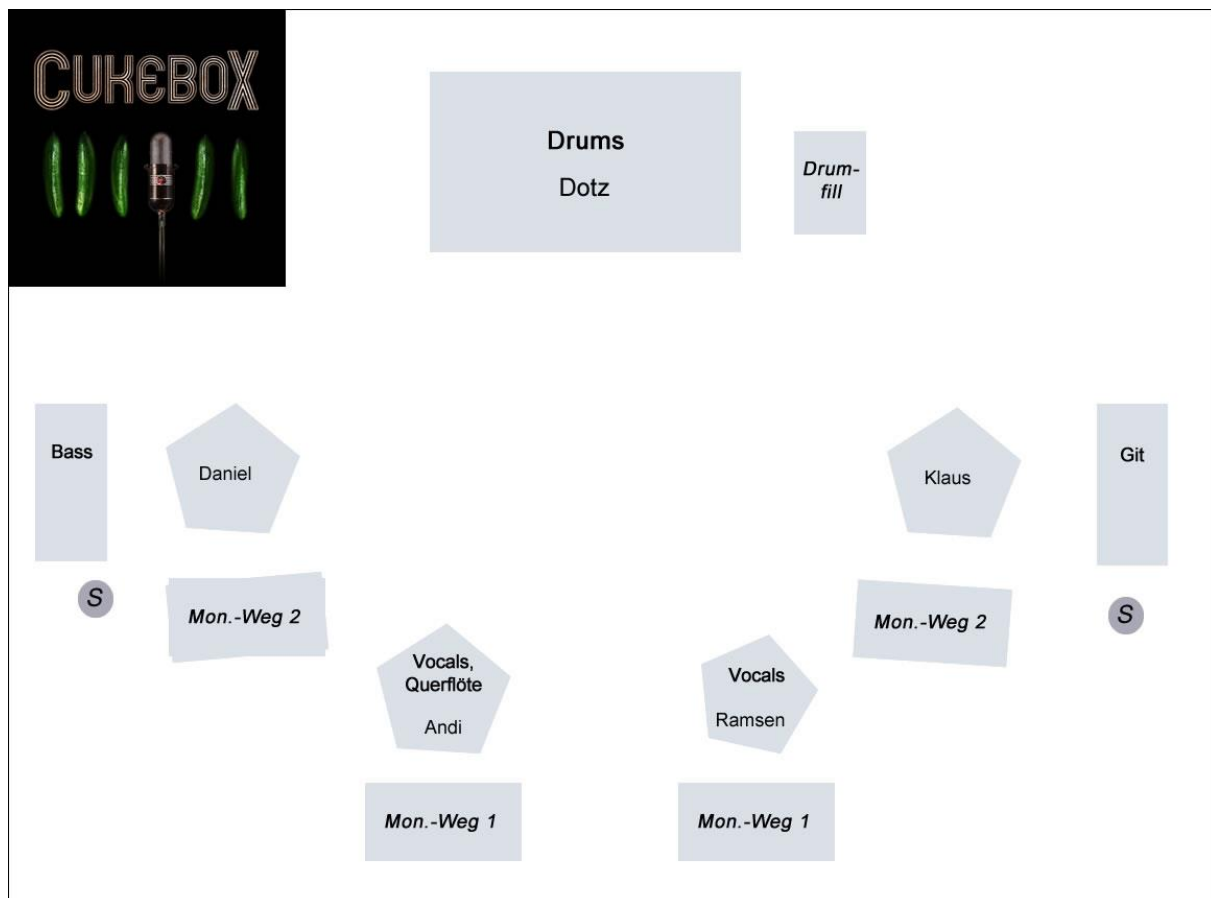 CUKEBOX
Drums
Dotz
Drum-
fill
Bass
Daniel
Klaus
Git
S
Mon.-Weg 2
Mon.-Weg 2
S
Vocals,
Querflöte
Andi
Vocals
Ramsen
Mon.-Weg 1
Mon.-Weg 1